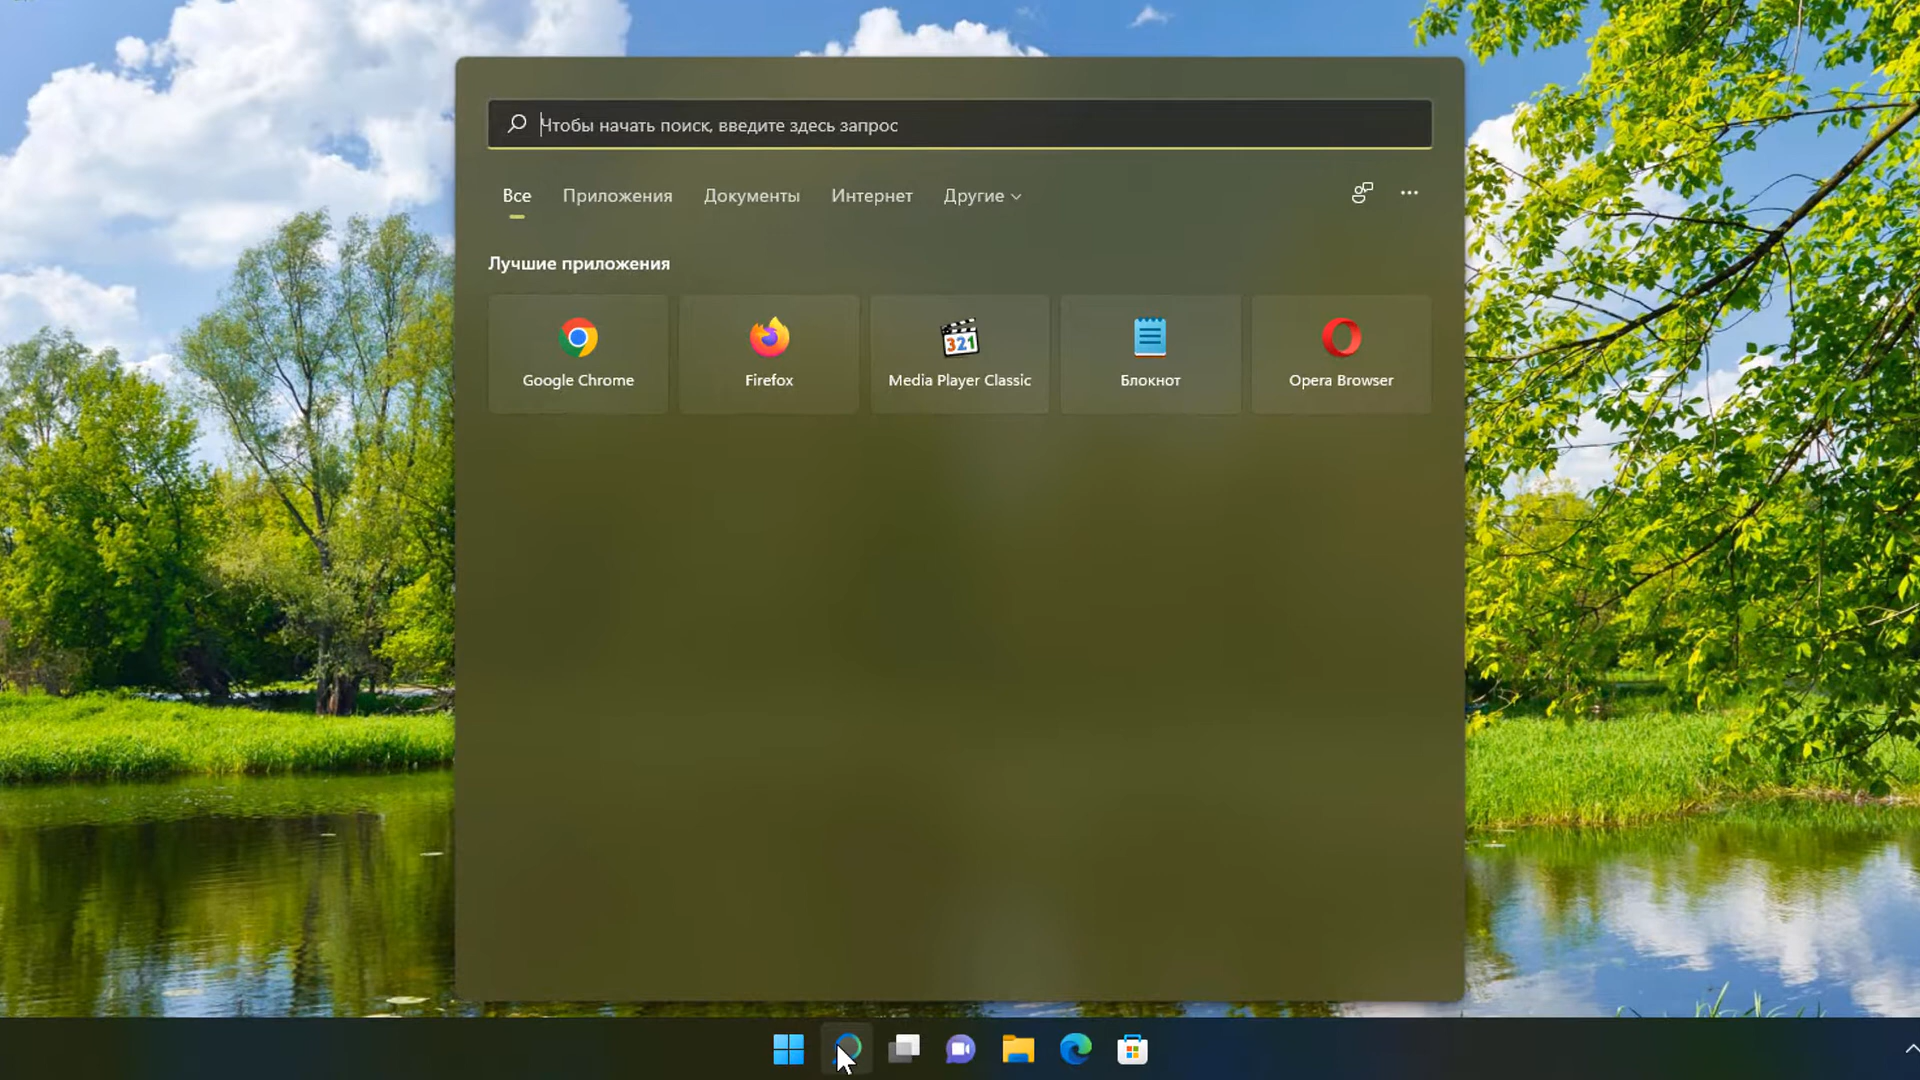 Чтобы начать поиск, введите здесь запрос
Все Приложения Документы Интернет Другие
Лучшие приложения
321
Google Chrome Firefox Media Player Classic Блокнот Opera Browser